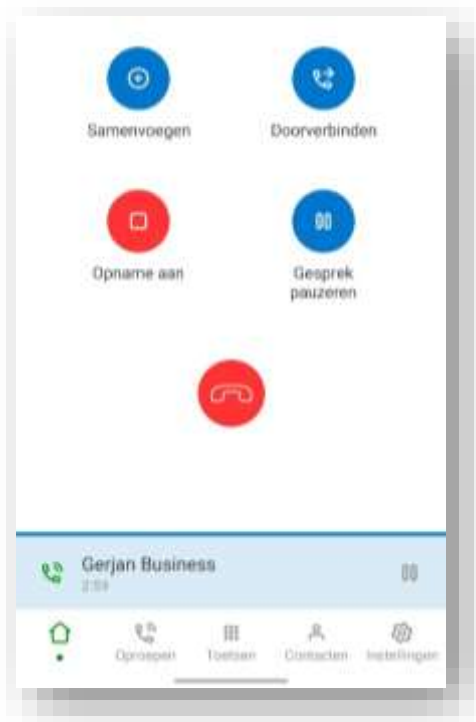 Samenvoegen
Doorverbinden
Opname aan
Gesprek
pauzeren
Gerjan Business
2:59
Oproepen
Toetsen
Contacten
Instellingen